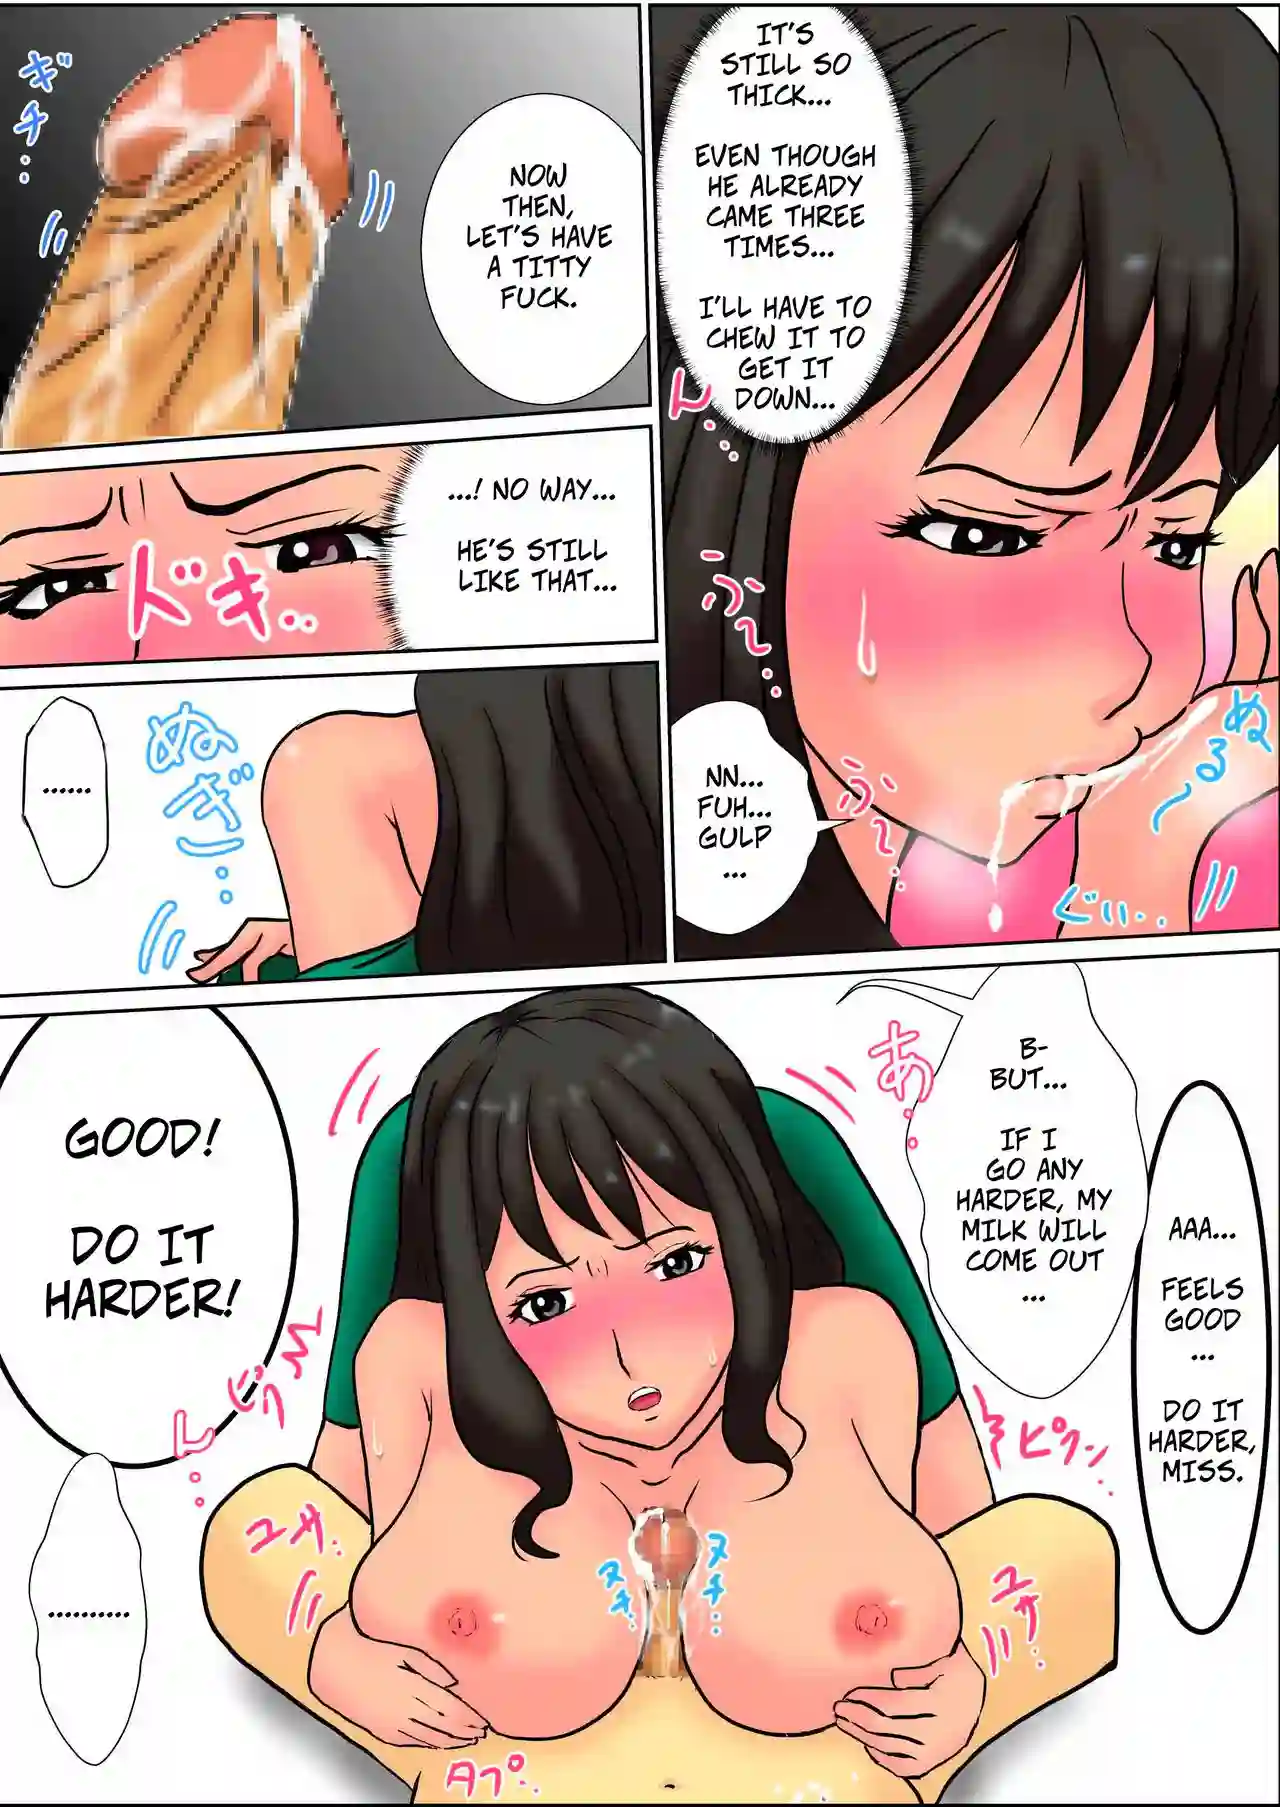 IT'S
STILL SO
THICK...
EVEN THOUGH
HE ALREADY
CAME THREE
TIMES...
I'LL HAVE TO
CHEW IT TO
GET IT
DOWN...
ん…
ふ～…
NN...
FUH...
GULP
...
ふ～…
ぬ
る
～
ぐい‥
NOW
THEN,
LET'S HAVE
A TITTY
FUCK.
ギチ…
...! NO WAY...
HE'S STILL
LIKE THAT...
ドキ‥
ぬぎ…
......
B-
BUT...
IF I
GO ANY
HARDER, MY
MILK WILL
COME OUT
...
AAA...
FEELS
GOOD
...
DO IT
HARDER,
MISS.
あ…
GOOD!
DO IT
HARDER!
ピクン
ビク
ん…
ユサ…
ユサ…
ヌチ…
ヌチ…
..........
タプ…